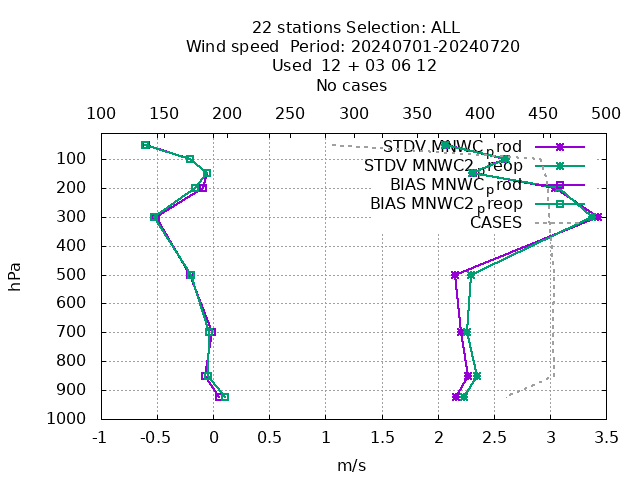 22 stations Selection: ALL
Wind speed  Period: 20240701-20240720
Used  12 + 03 06 12
No cases
100 150 200 250 300 350 400 450 500
STDV MNWC_prod
STDV MNWC2_preop
BIAS MNWC_prod
BIAS MNWC2_preop
CASES
100
200
300
400
500
600
700
800
900
1000
hPa
-1 -0.5 0 0.5 1 1.5 2 2.5 3 3.5
m/s